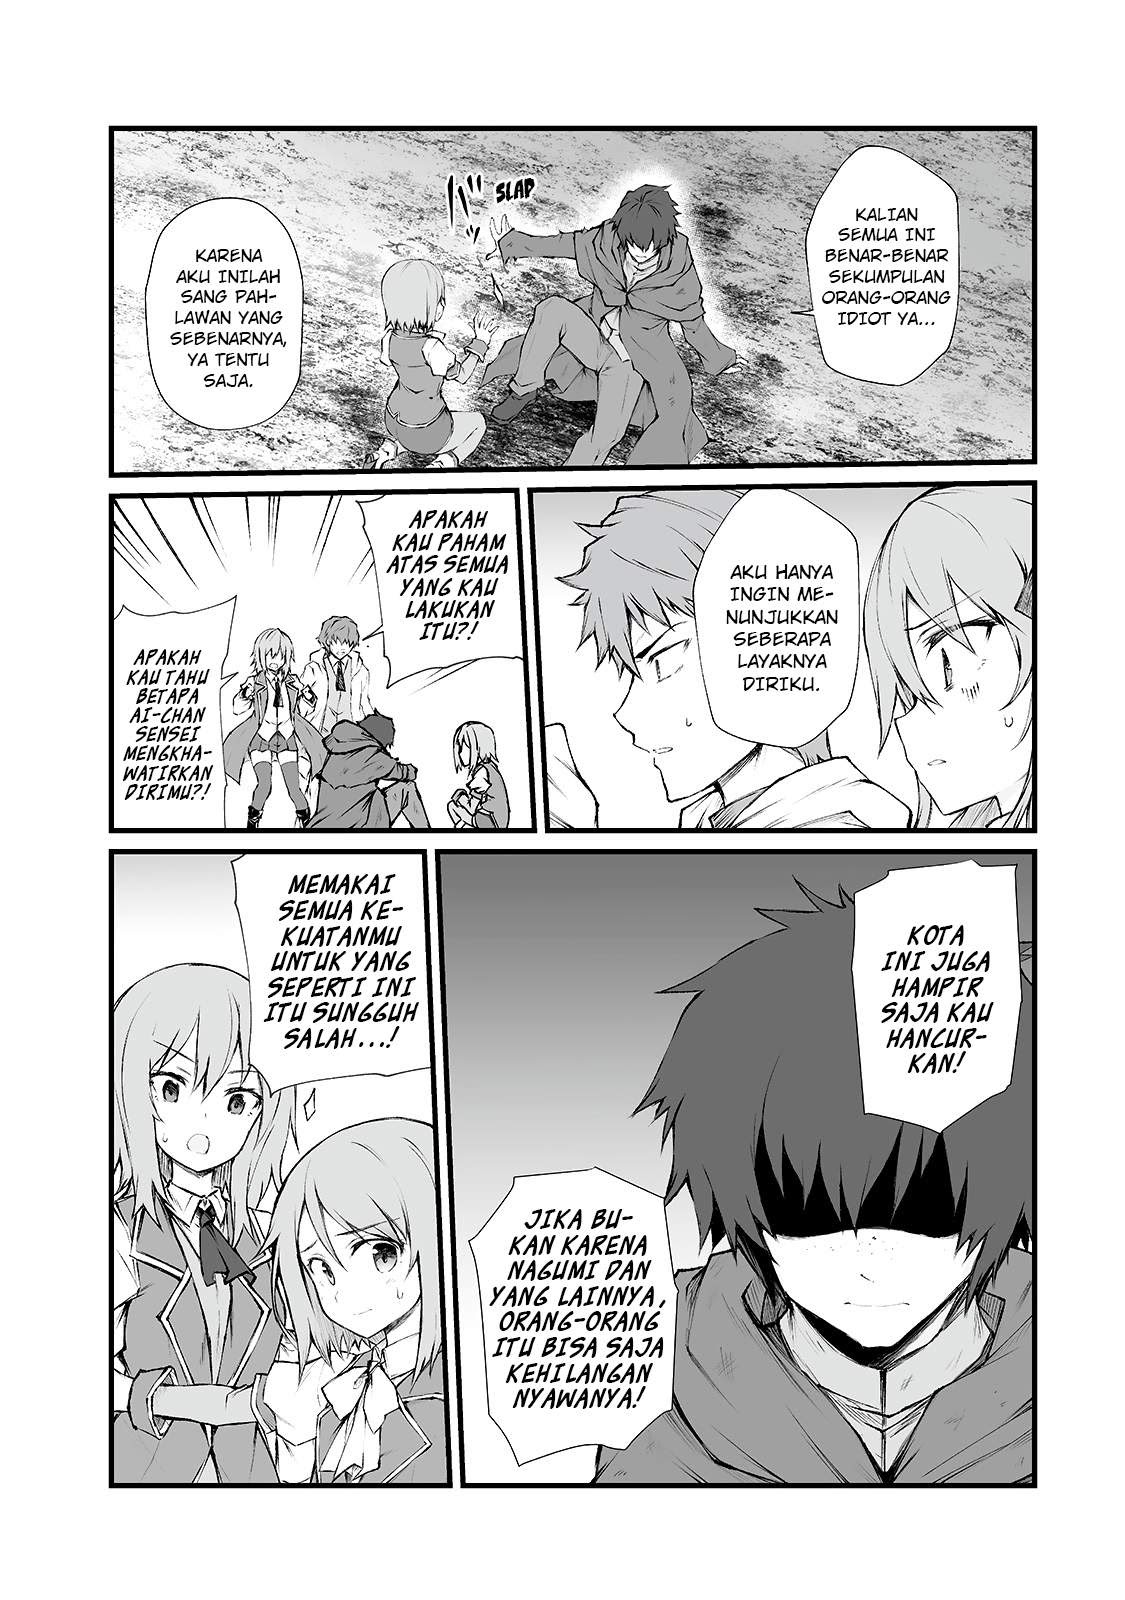 KALIAN
SEMUA INI
BENAR-BENAR
SEKUMPULAN
ORANG-ORANG
IDIOT YA...
SLAP
バシッ
KARENA
AKU INILAH
SANG PAH-
LAWAN YANG
SEBENARNYA,
YA TENTU
SAJA.
AKU HANYA
INGIN ME-
NUNJUKKAN
SEBERAPA
LAYAKNYA
DIRIKU.
APAKAH
KAU PAHAM
ATAS SEMUA
YANG KAU
LAKUKAN
ITU?!
APAKAH
KAU TAHU
BETAPA
AI-CHAN
SENSEI
MENGKHA-
WATIRKAN
DIRIMU?!
KOTA
INI JUGA
HAMPIR
SAJA KAU
HANCUR-
KAN!
JIKA BU-
KAN KARENA
NAGUMI DAN
YANG LAINNYA,
ORANG-ORANG
ITU BISA SAJA
KEHILANGAN
NYAWANYA!
MEMAKAI
SEMUA KE-
KUATANMU
UNTUK YANG
SEPERTI INI
ITU SUNGGUH
SALAH...!